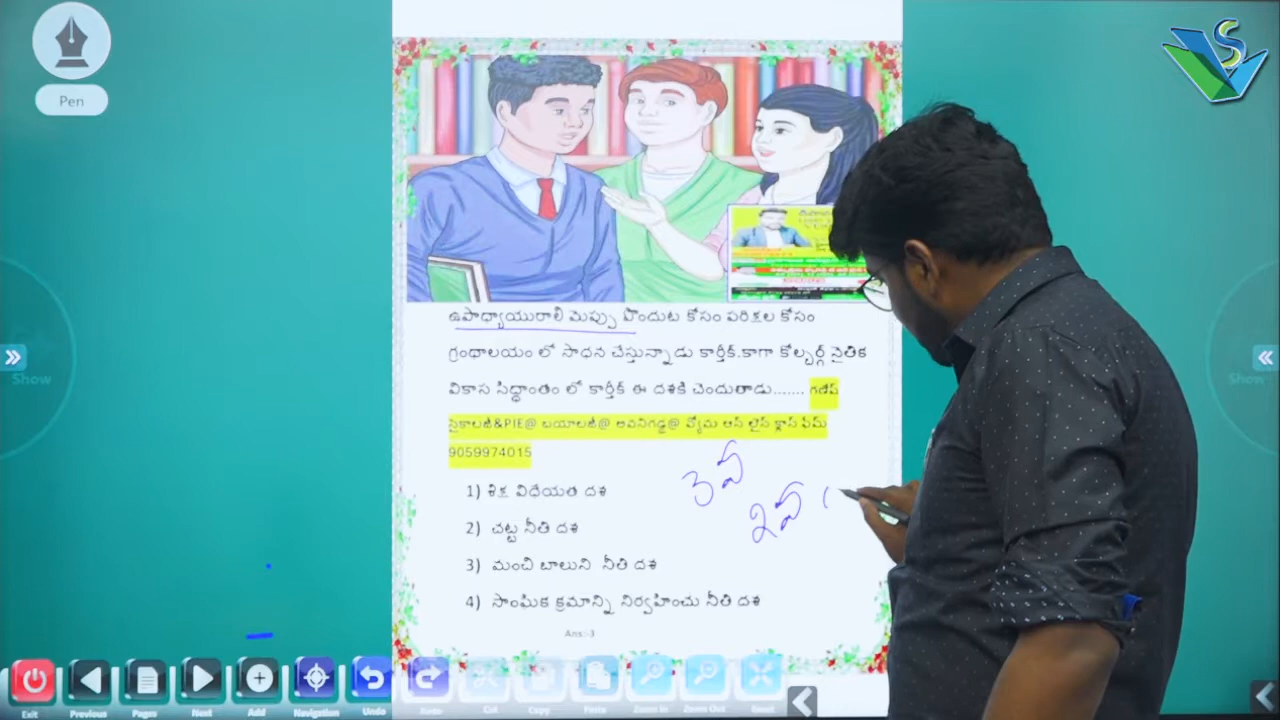 Pen
S
ఉపాధ్యాయురాలి మెప్పు పొందుట కోసం పరిక్షల కోసం
గ్రంథాలయం లో సాధన చేస్తున్నాడు కార్తీక్.కాగా కోల్బర్గ్ నైతిక
వికాస సిద్ధాంతం లో కార్తీక్ ఈ దశకి చెందుతాడు....... గణేష్
సైకాలజీ&PIE@ బయాలజీ@ అవనిగడ్డ@ వ్యోమ ఆన్ లైన్ క్లాస్ ఫేమ్
9059974015
3వ
1) శిక్ష విధేయత దశ
2వ (
2) చట్ట నీతి దశ
3) మంచి బాలుని నీతి దశ
4) సాంఘిక క్రమాన్ని నిర్వహించు నీతి దశ
Ans:-3
Show
Show
Exit Previous Pages Next Add Navigation Undo Redo Cut Copy Paste Zoom In Zoom Out Reset